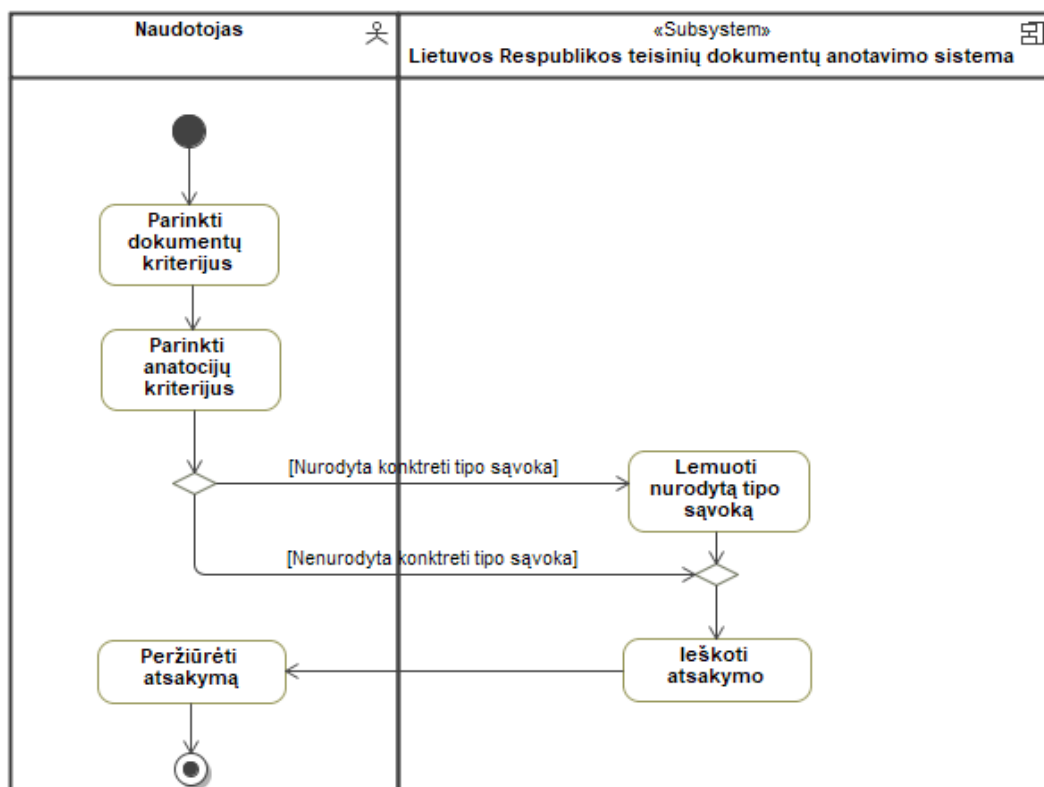 Naudotojas
«Subsystem»
Lietuvos Respublikos teisinių dokumentų anotavimo sistema
Parinkti
dokumentų
kriterijus
Parinkti
anatocijų
kriterijus
[Nurodyta konktreti tipo sąvoka]
Lemuoti
nurodytą tipo
sąvoką
[Nenurodyta konktreti tipo sąvoka]
Peržiūrėti
atsakymą
Ieškoti
atsakymo